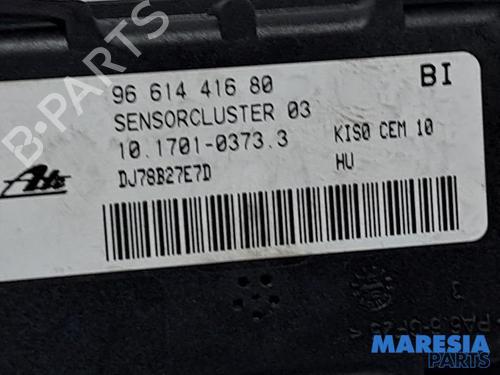 96 614 416 80
BI
SENSORCLUSTER 03
10.1701-0373.3
KIS0 CEM 10
DJ78B27E7D
HU
Ate
B-PARTS
MARESIA
PARTS